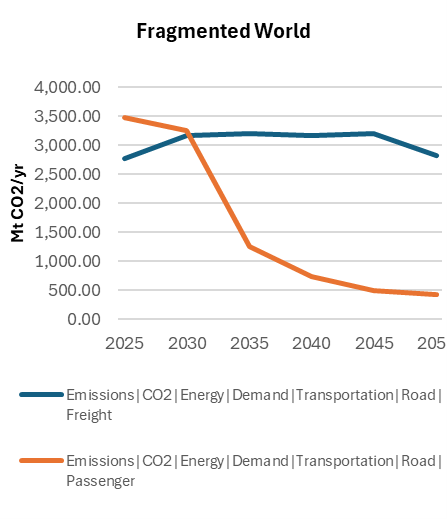 Fragmented World
4,000.00
3,500.00
3,000.00
2,500.00
2,000.00
1,500.00
1,000.00
500.00
0.00
Mt CO2/yr
2025 2030 2035 2040 2045 205
Emissions|CO2|Energy|Demand|Transportation|Road|
Freight
Emissions|CO2|Energy|Demand|Transportation|Road|
Passenger